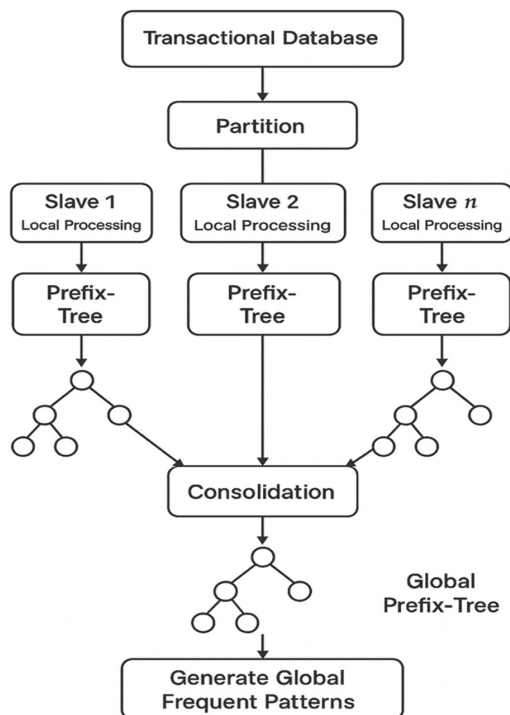 Transactional Database
Partition
Slave 1
Local Processing
Slave 2
Local Processing
Slave n
Local Processing
Prefix-
Tree
Prefix-
Tree
Prefix-
Tree
Consolidation
Global
Prefix-Tree
Generate Global
Frequent Patterns